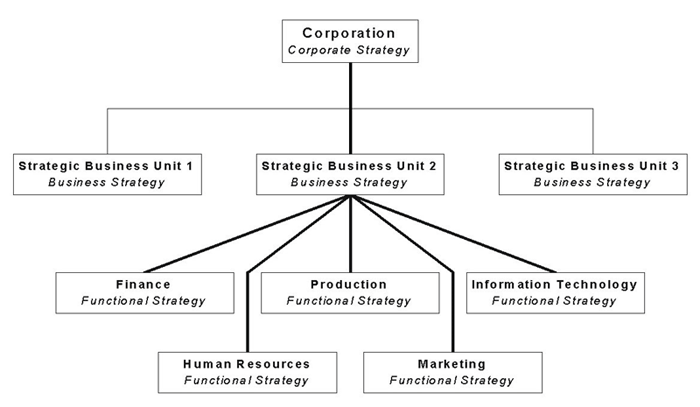 Corporation
Corporate Strategy
Strategic Business Unit 1
Business Strategy
Strategic Business Unit 2
Business Strategy
Strategic Business Unit 3
Business Strategy
Finance
Functional Strategy
Production
Functional Strategy
Information Technology
Functional Strategy
Human Resources
Functional Strategy
Marketing
Functional Strategy